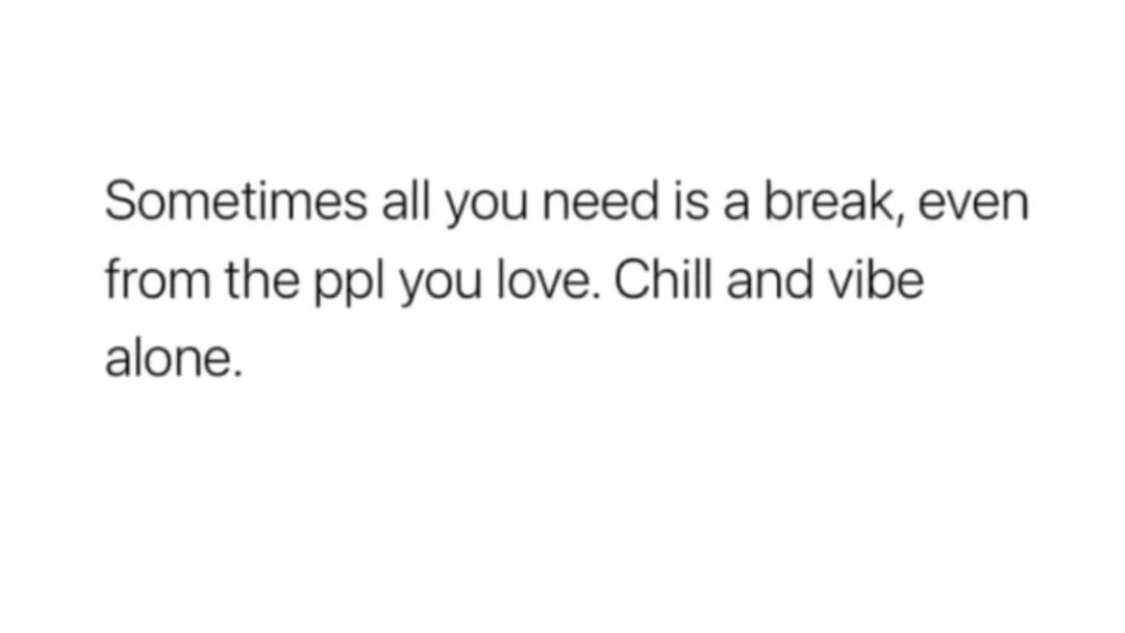 Sometimes all you need is a break, even
from the ppl you love. Chill and vibe
alone.